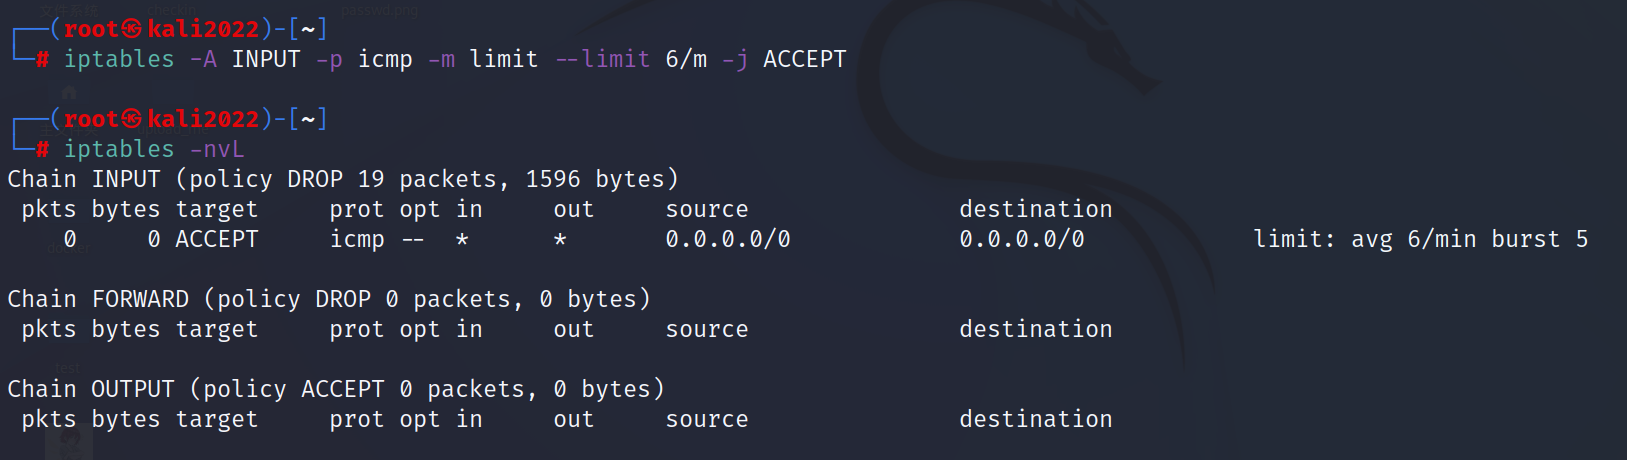 ┌──(root㉿kali2022)-[~]
└─# iptables -A INPUT -p icmp -m limit --limit 6/m -j ACCEPT
┌──(root㉿kali2022)-[~]
└─# iptables -nvL
Chain INPUT (policy DROP 19 packets, 1596 bytes)
 pkts bytes target     prot opt in     out     source               destination
    0     0 ACCEPT     icmp --  *      *       0.0.0.0/0            0.0.0.0/0            limit: avg 6/min burst 5
Chain FORWARD (policy DROP 0 packets, 0 bytes)
 pkts bytes target     prot opt in     out     source               destination
Chain OUTPUT (policy ACCEPT 0 packets, 0 bytes)
 pkts bytes target     prot opt in     out     source               destination
passwd.png
test